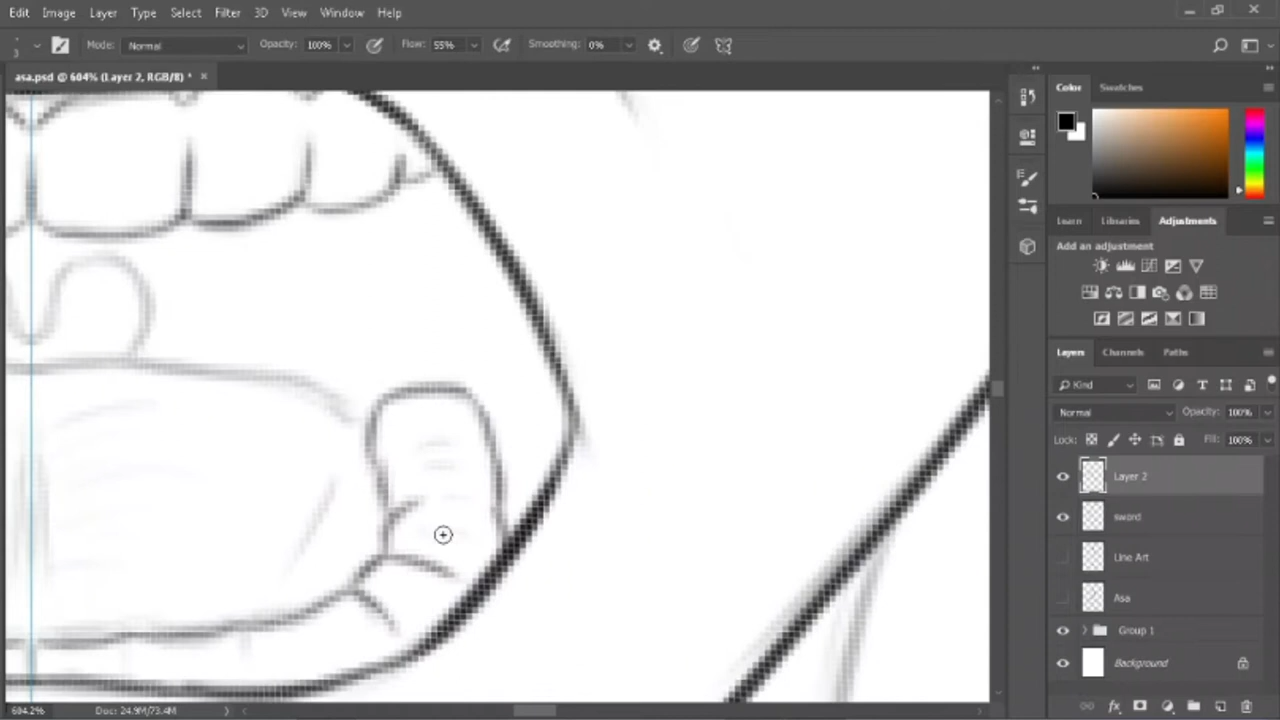 Edit Image Layer Type Select Filter 3D View Window Help
3 Mode: Normal Opacity: 100% Flow: 55% Smoothing: 0%
asa.psd @ 604% (Layer 2, RGB/8) * ×
Color Swatches
Learn Libraries Adjustments
Add an adjustment
Layers Channels Paths
Kind
Normal Opacity: 100%
Lock: Fill: 100%
Layer 2
sword
Line Art
Asa
Group 1
Background
604.2% Doc: 24.9M/73.4M